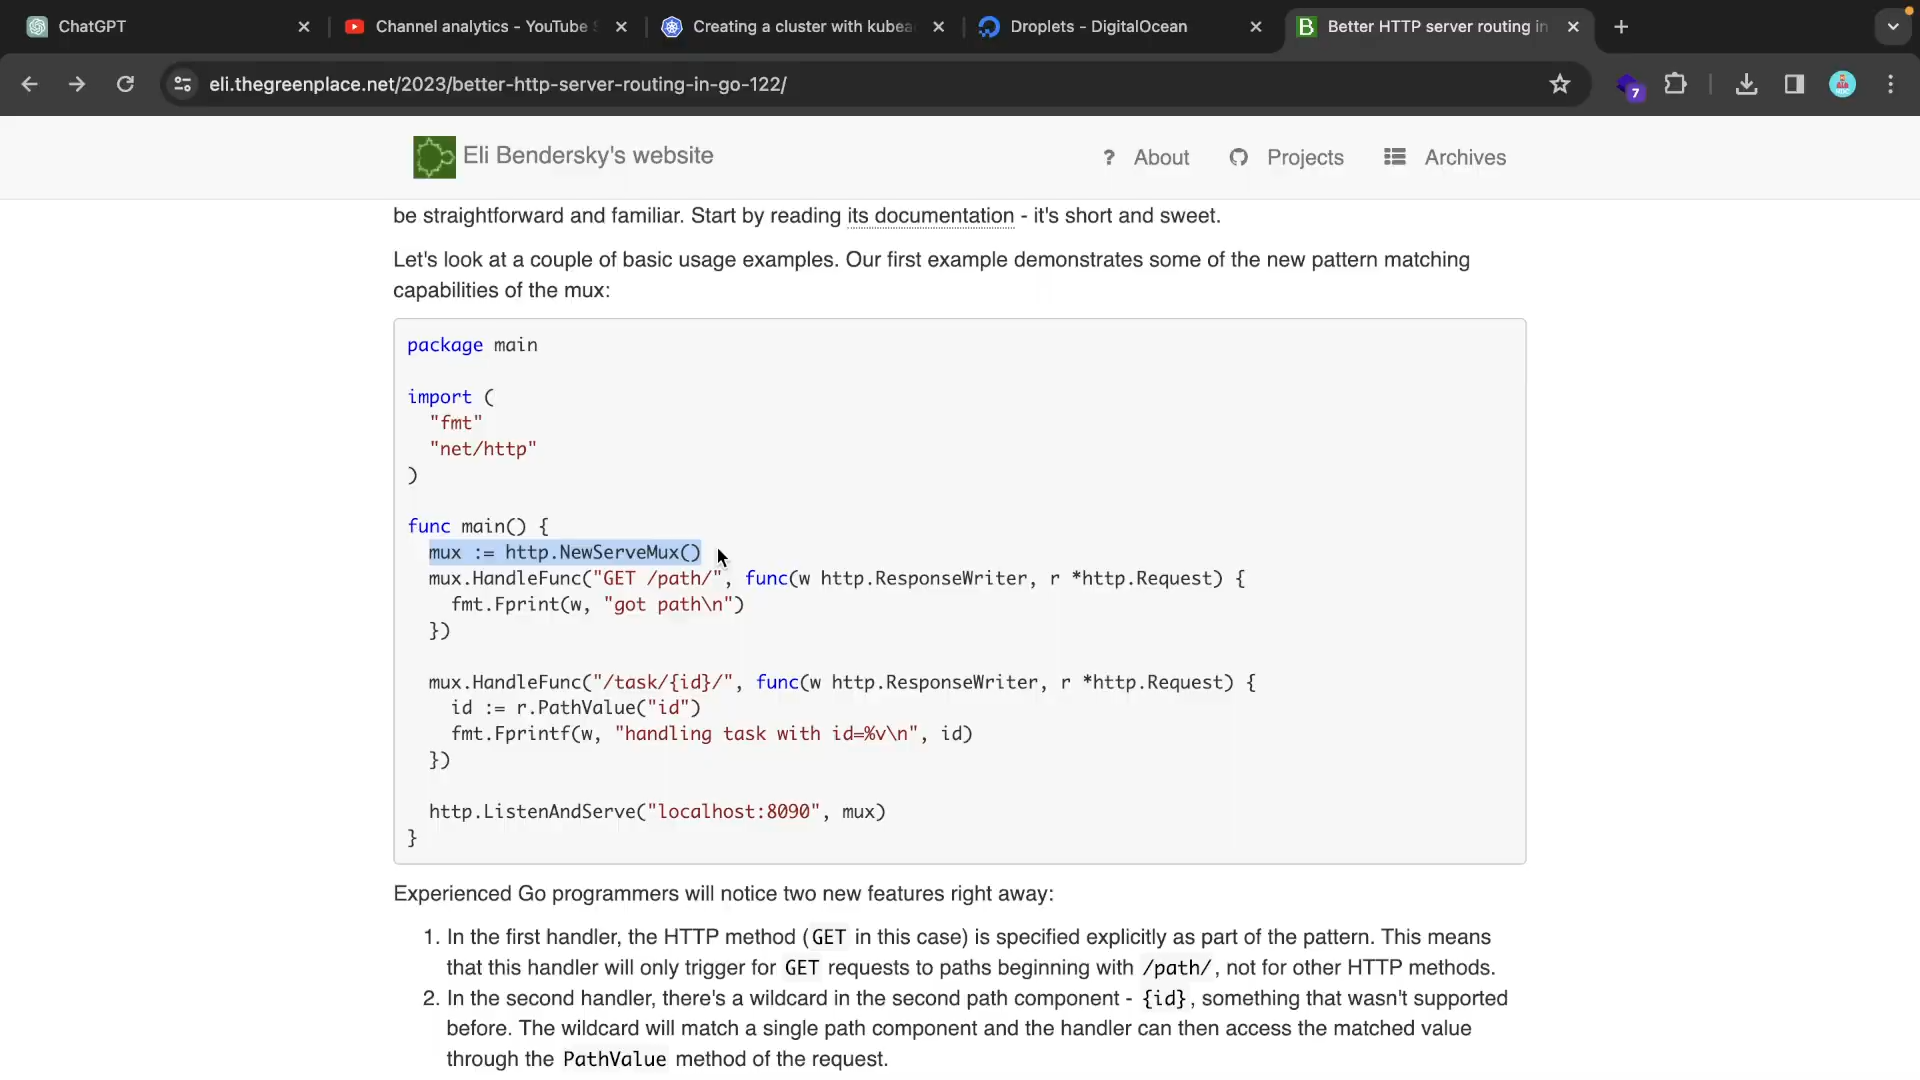 ChatGPT
Channel analytics - YouTube
Creating a cluster with kubea
Droplets - DigitalOcean
Better HTTP server routing in
eli.thegreenplace.net/2023/better-http-server-routing-in-go-122/
7
Eli Bendersky's website
? About
Projects
Archives
be straightforward and familiar. Start by reading its documentation - it's short and sweet.
Let's look at a couple of basic usage examples. Our first example demonstrates some of the new pattern matching
capabilities of the mux:
package main
import (
"fmt"
"net/http"
)
func main() {
mux := http.NewServeMux()
mux.HandleFunc("GET /path/", func(w http.ResponseWriter, r *http.Request) {
fmt.Fprint(w, "got path\n")
})
mux.HandleFunc("/task/{id}/", func(w http.ResponseWriter, r *http.Request) {
id := r.PathValue("id")
fmt.Fprintf(w, "handling task with id=%v\n", id)
})
http.ListenAndServe("localhost:8090", mux)
}
Experienced Go programmers will notice two new features right away:
1. In the first handler, the HTTP method (GET in this case) is specified explicitly as part of the pattern. This means
that this handler will only trigger for GET requests to paths beginning with /path/, not for other HTTP methods.
2. In the second handler, there's a wildcard in the second path component - {id}, something that wasn't supported
before. The wildcard will match a single path component and the handler can then access the matched value
through the PathValue method of the request.